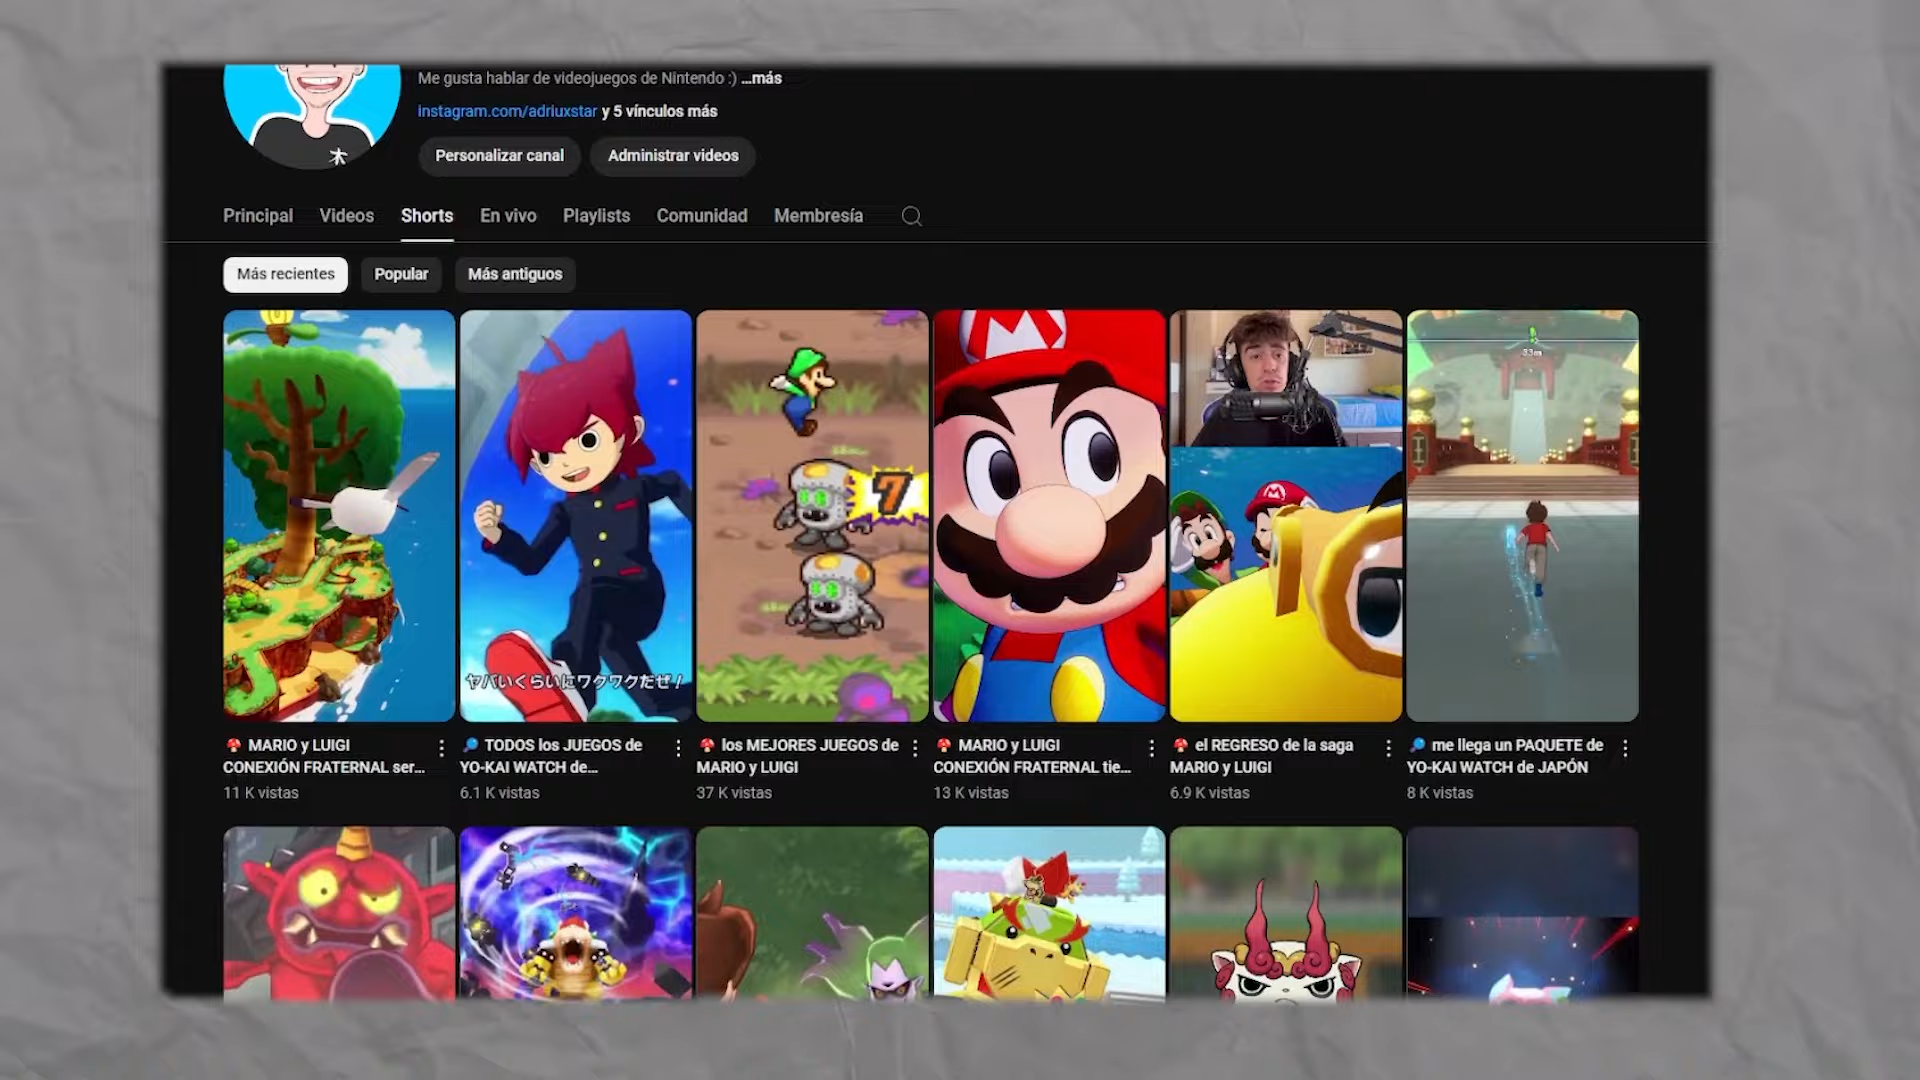 Me gusta hablar de videojuegos de Nintendo :) ...más
instagram.com/adriuxstar y 5 vínculos más
Personalizar canal
Administrar videos
Principal
Videos
Shorts
En vivo
Playlists
Comunidad
Membresía
Más recientes
Popular
Más antiguos
33m
7
ヤバいくらいにワクワクだぜ!
MARIO y LUIGI
CONEXIÓN FRATERNAL ser...
11 K vistas
TODOS los JUEGOS de
YO-KAI WATCH de...
6.1 K vistas
los MEJORES JUEGOS de
MARIO y LUIGI
37 K vistas
MARIO y LUIGI
CONEXIÓN FRATERNAL tie...
13 K vistas
el REGRESO de la saga
MARIO y LUIGI
6.9 K vistas
me llega un PAQUETE de
YO-KAI WATCH de JAPÓN
8 K vistas